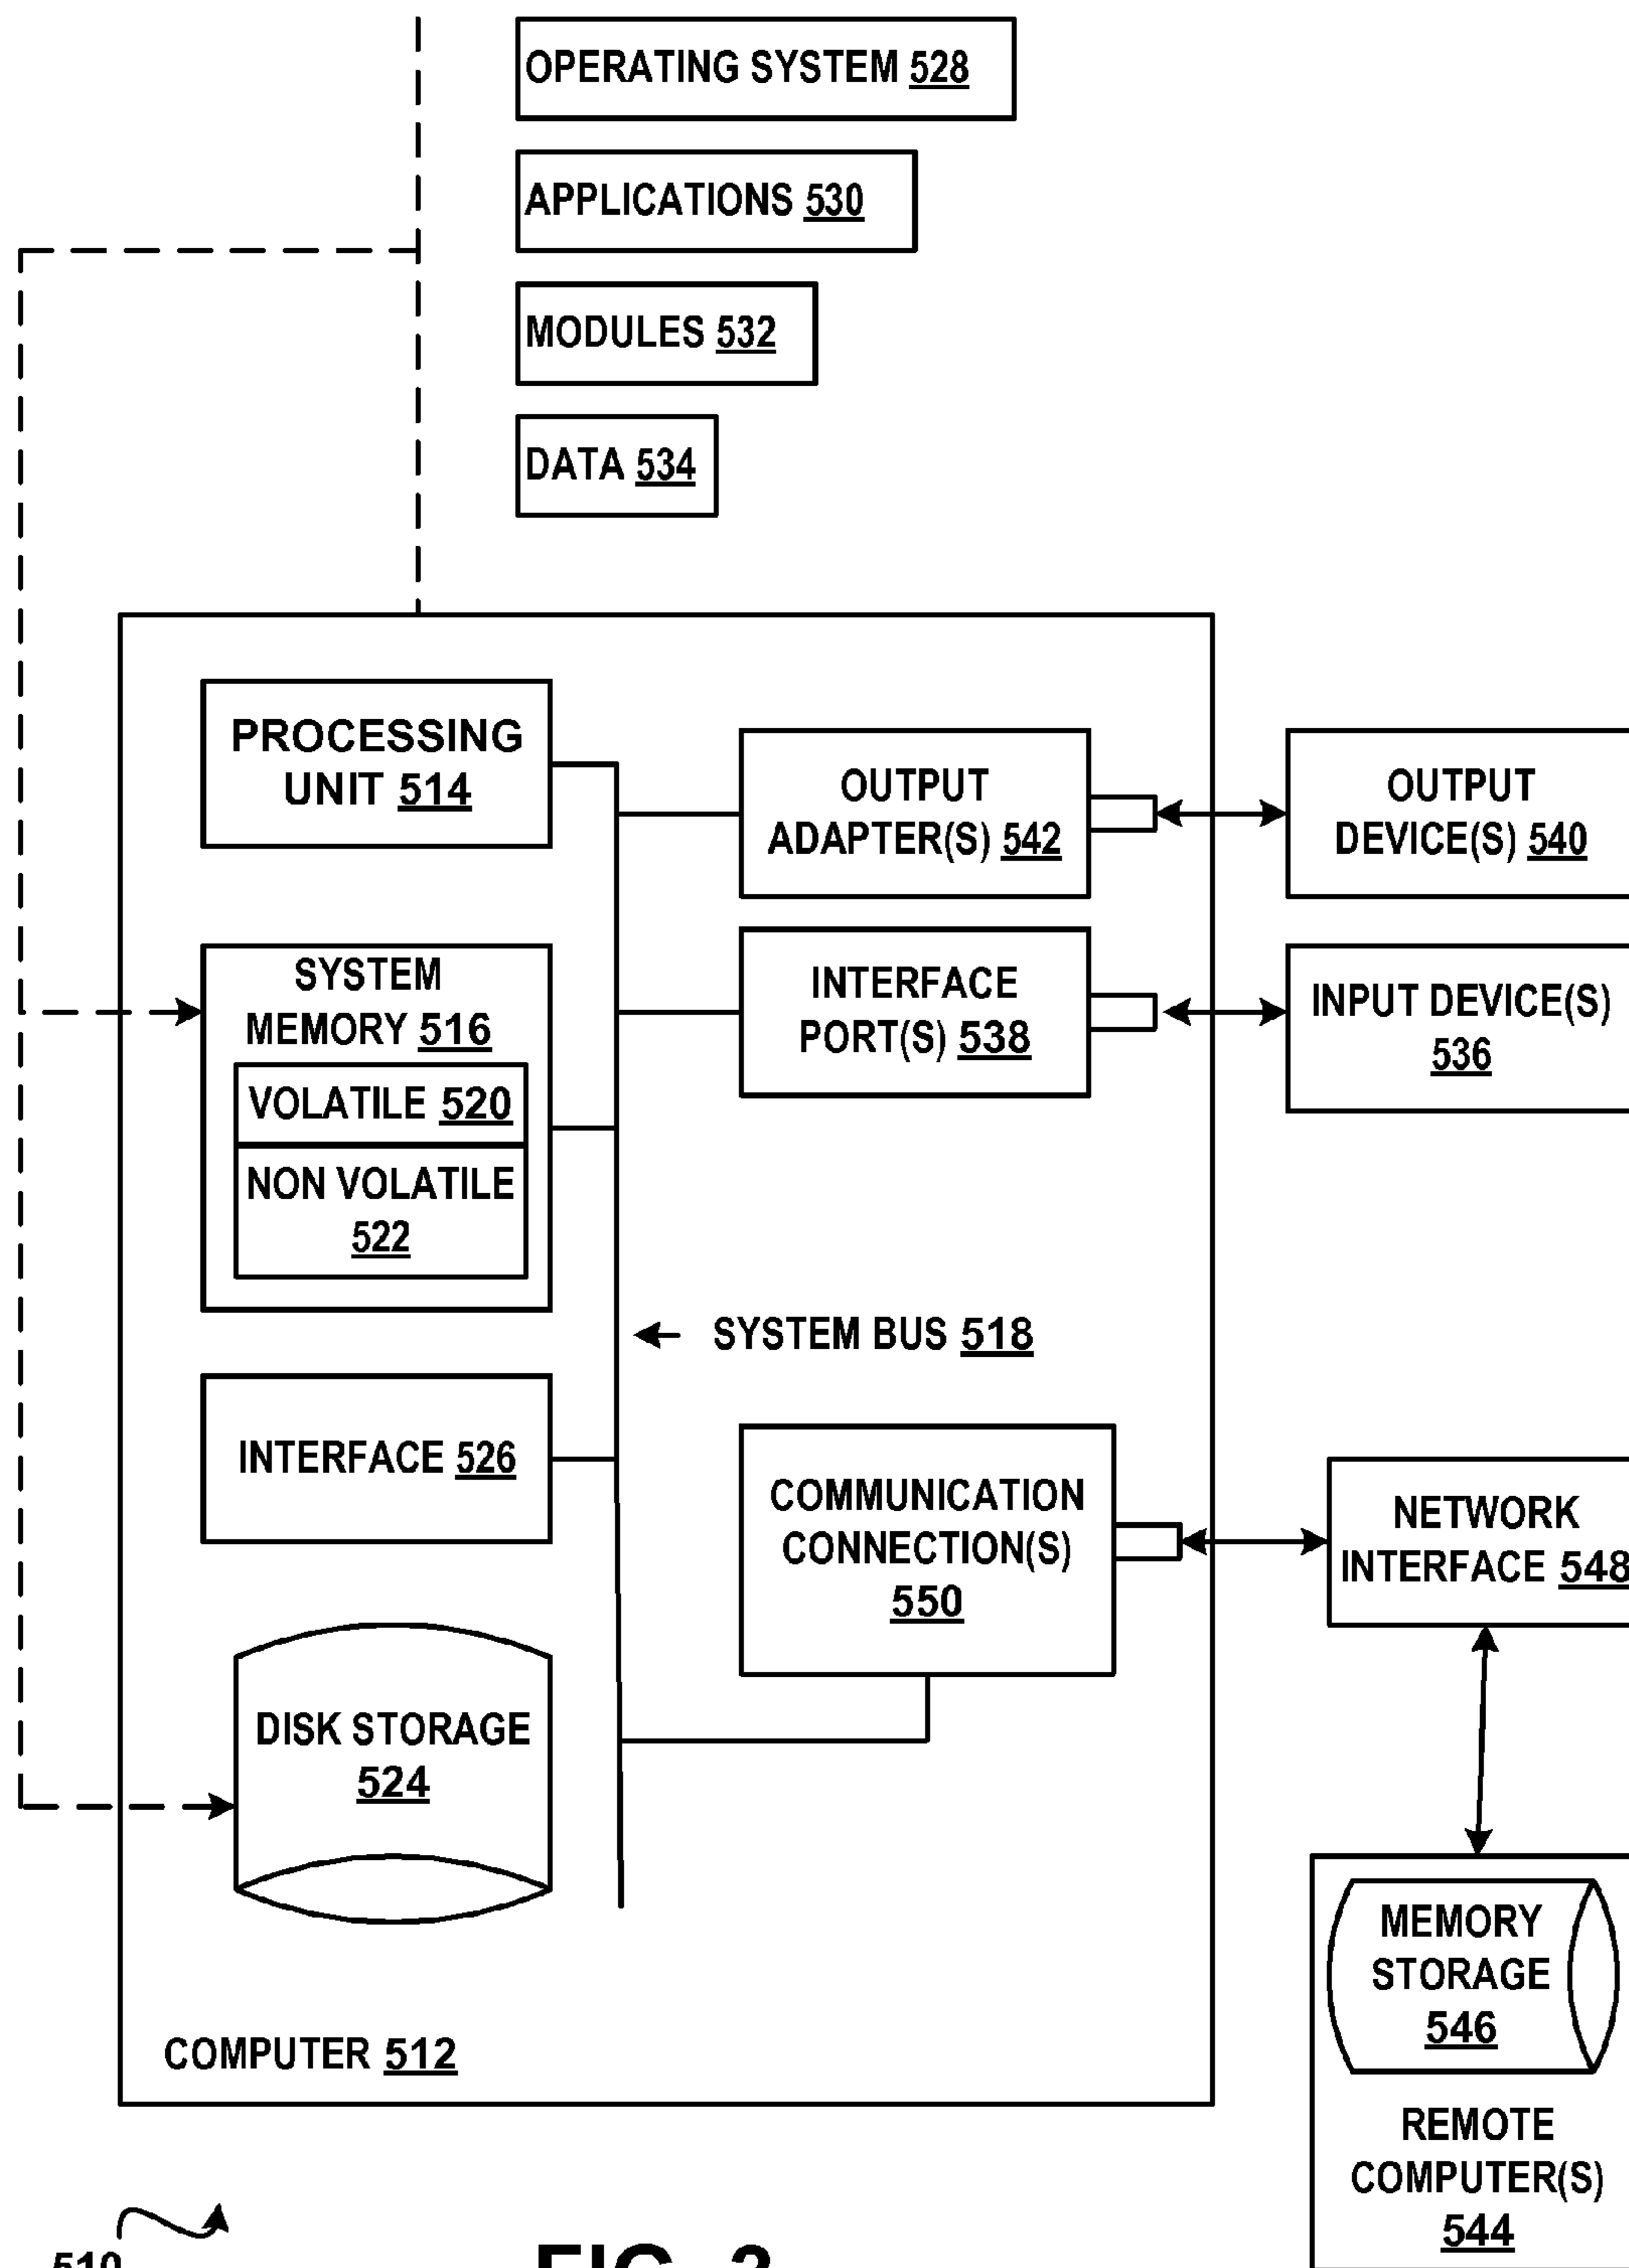 OPERATING SYSTEM 528
APPLICATIONS 530
MODULES 532
DATA 534
PROCESSING
UNIT 514
OUTPUT
ADAPTER(S) 542
OUTPUT
DEVICE(S) 540
SYSTEM
MEMORY 516
VOLATILE 520
NON VOLATILE
522
INTERFACE
PORT(S) 538
INPUT DEVICE(S)
536
SYSTEM BUS 518
INTERFACE 526
COMMUNICATION
CONNECTION(S)
550
NETWORK
INTERFACE 548
DISK STORAGE
524
MEMORY
STORAGE
546
REMOTE
COMPUTER(S)
544
COMPUTER 512
510